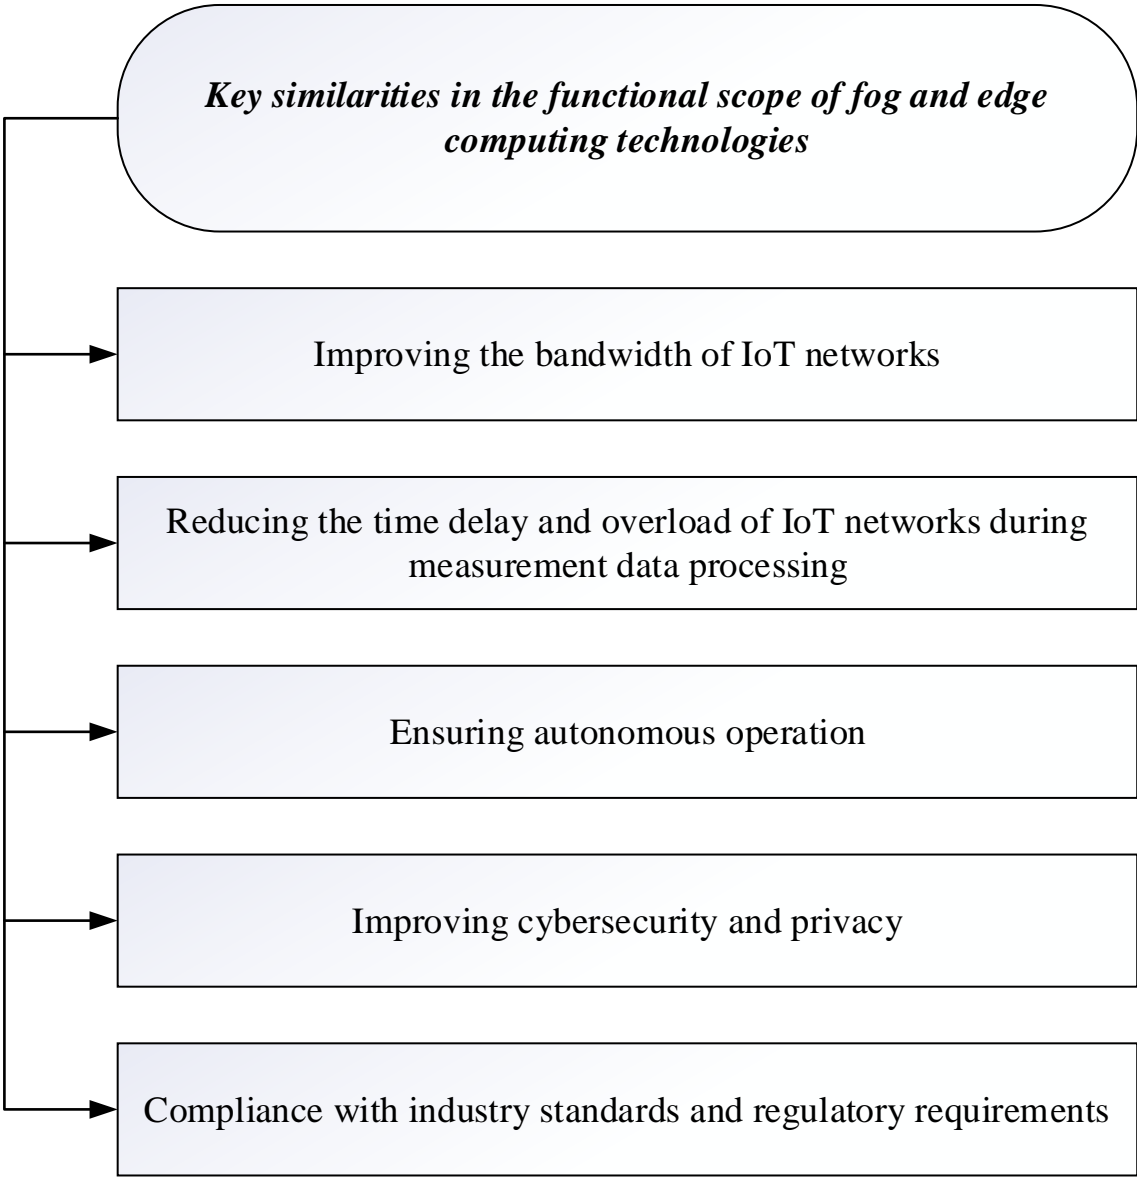 Key similarities in the functional scope of fog and edge
computing technologies
Improving the bandwidth of IoT networks
Reducing the time delay and overload of IoT networks during
measurement data processing
Ensuring autonomous operation
Improving cybersecurity and privacy
Compliance with industry standards and regulatory requirements